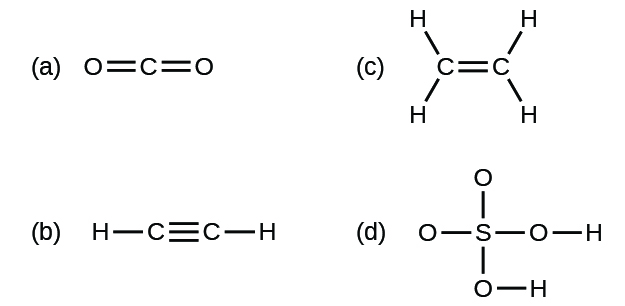 (a) O=C=O
(c) H H
C=C
H H
(b) H—C≡C—H
(d) O
O—S—O—H
O—H